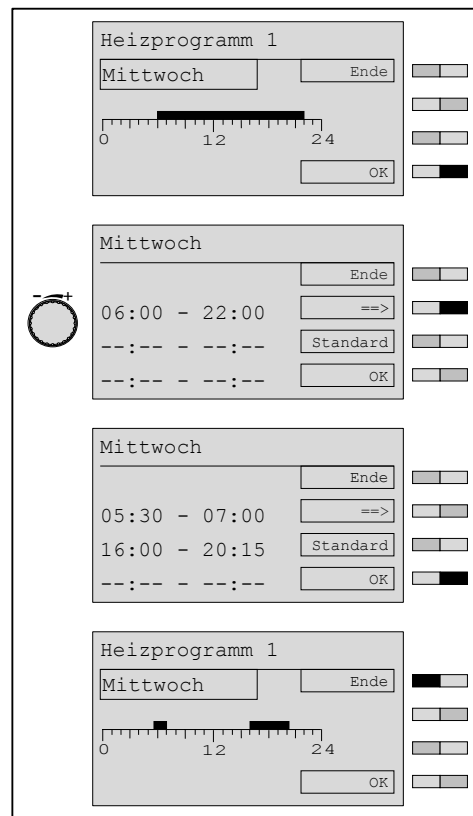 Heizprogramm 1
Mittwoch Ende
0 12 24
OK
Mittwoch
Ende
- +
06:00 - 22:00 ==>
--:-- - --:-- Standard
--:-- - --:-- OK
Mittwoch
Ende
05:30 - 07:00 ==>
16:00 - 20:15 Standard
--:-- - --:-- OK
Heizprogramm 1
Mittwoch Ende
0 12 24
OK